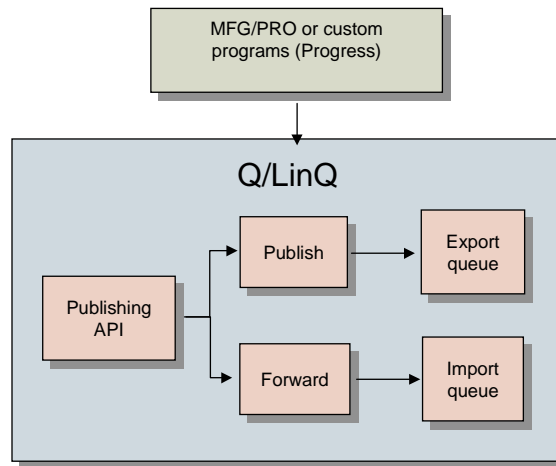 MFG/PRO or custom
programs (Progress)
Q/LinQ
Publish
Export
queue
Publishing
API
Forward
Import
queue